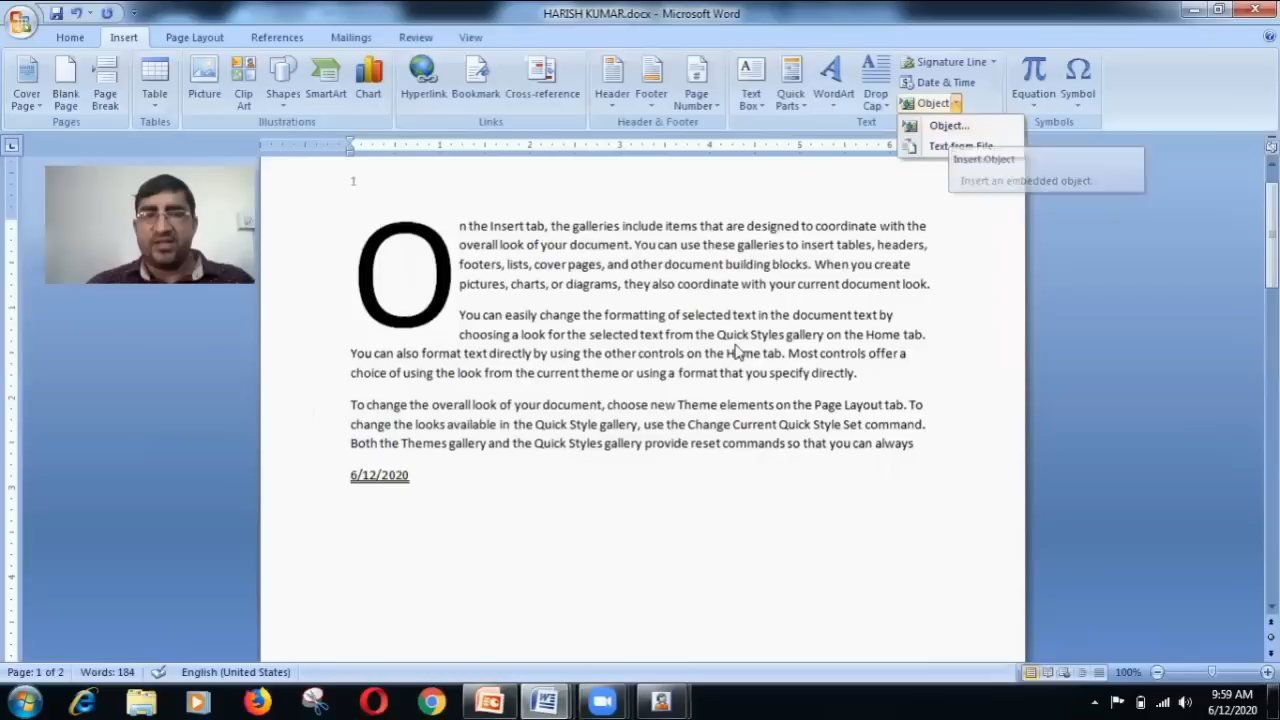 HARISH KUMAR.docx - Microsoft Word
Home Insert Page Layout References Mailings Review View
Cover Page
Blank Page
Page Break
Pages
Table
Tables
Picture
Clip Art
Shapes
SmartArt
Chart
Illustrations
Hyperlink
Bookmark
Cross-reference
Links
Header
Footer
Page Number
Header & Footer
Text Box
Quick Parts
WordArt
Drop Cap
Signature Line
Date & Time
Object
Text
Equation
Symbol
Symbols
Object...
Text from File...
Insert Object
Insert an embedded object.
1 2 3 4 5 6
1
On the Insert tab, the galleries include items that are designed to coordinate with the
overall look of your document. You can use these galleries to insert tables, headers,
footers, lists, cover pages, and other document building blocks. When you create
pictures, charts, or diagrams, they also coordinate with your current document look.
You can easily change the formatting of selected text in the document text by
choosing a look for the selected text from the Quick Styles gallery on the Home tab.
You can also format text directly by using the other controls on the Home tab. Most controls offer a
choice of using the look from the current theme or using a format that you specify directly.
To change the overall look of your document, choose new Theme elements on the Page Layout tab. To
change the looks available in the Quick Style gallery, use the Change Current Quick Style Set command.
Both the Themes gallery and the Quick Styles gallery provide reset commands so that you can always
6/12/2020
1
2
3
4
Page: 1 of 2 Words: 184 English (United States) 100%
9:59 AM
6/12/2020